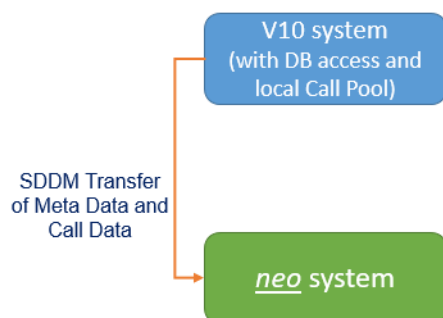 V10 system
(with DB access and
local Call Pool)
SDDM Transfer
of Meta Data and
Call Data
neo system